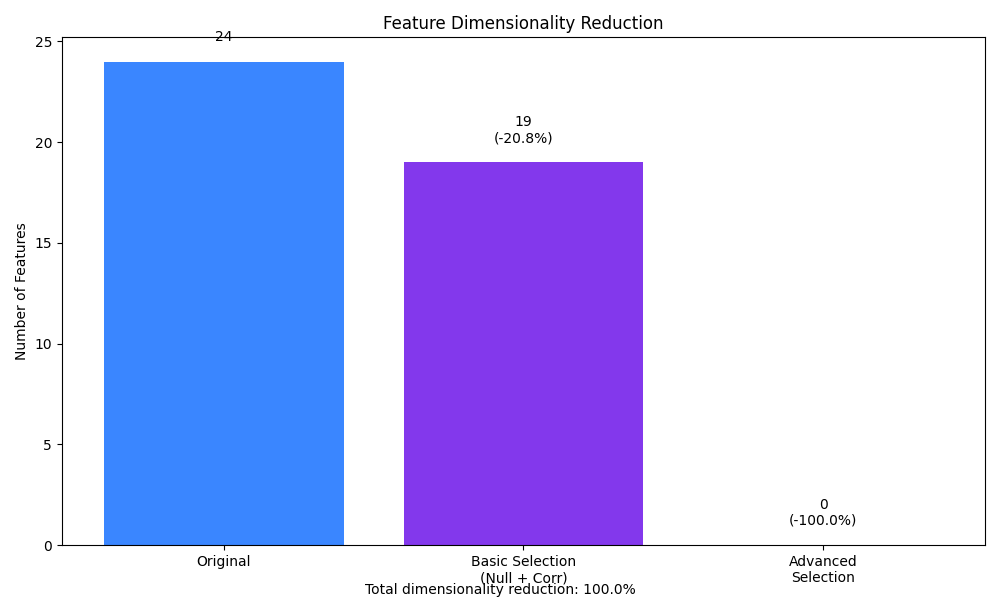 Feature Dimensionality Reduction
24
25
19
(-20.8%)
20
15
Number of Features
10
5
0
(-100.0%)
0
Original
Basic Selection
(Null + Corr)
Advanced
Selection
Total dimensionality reduction: 100.0%